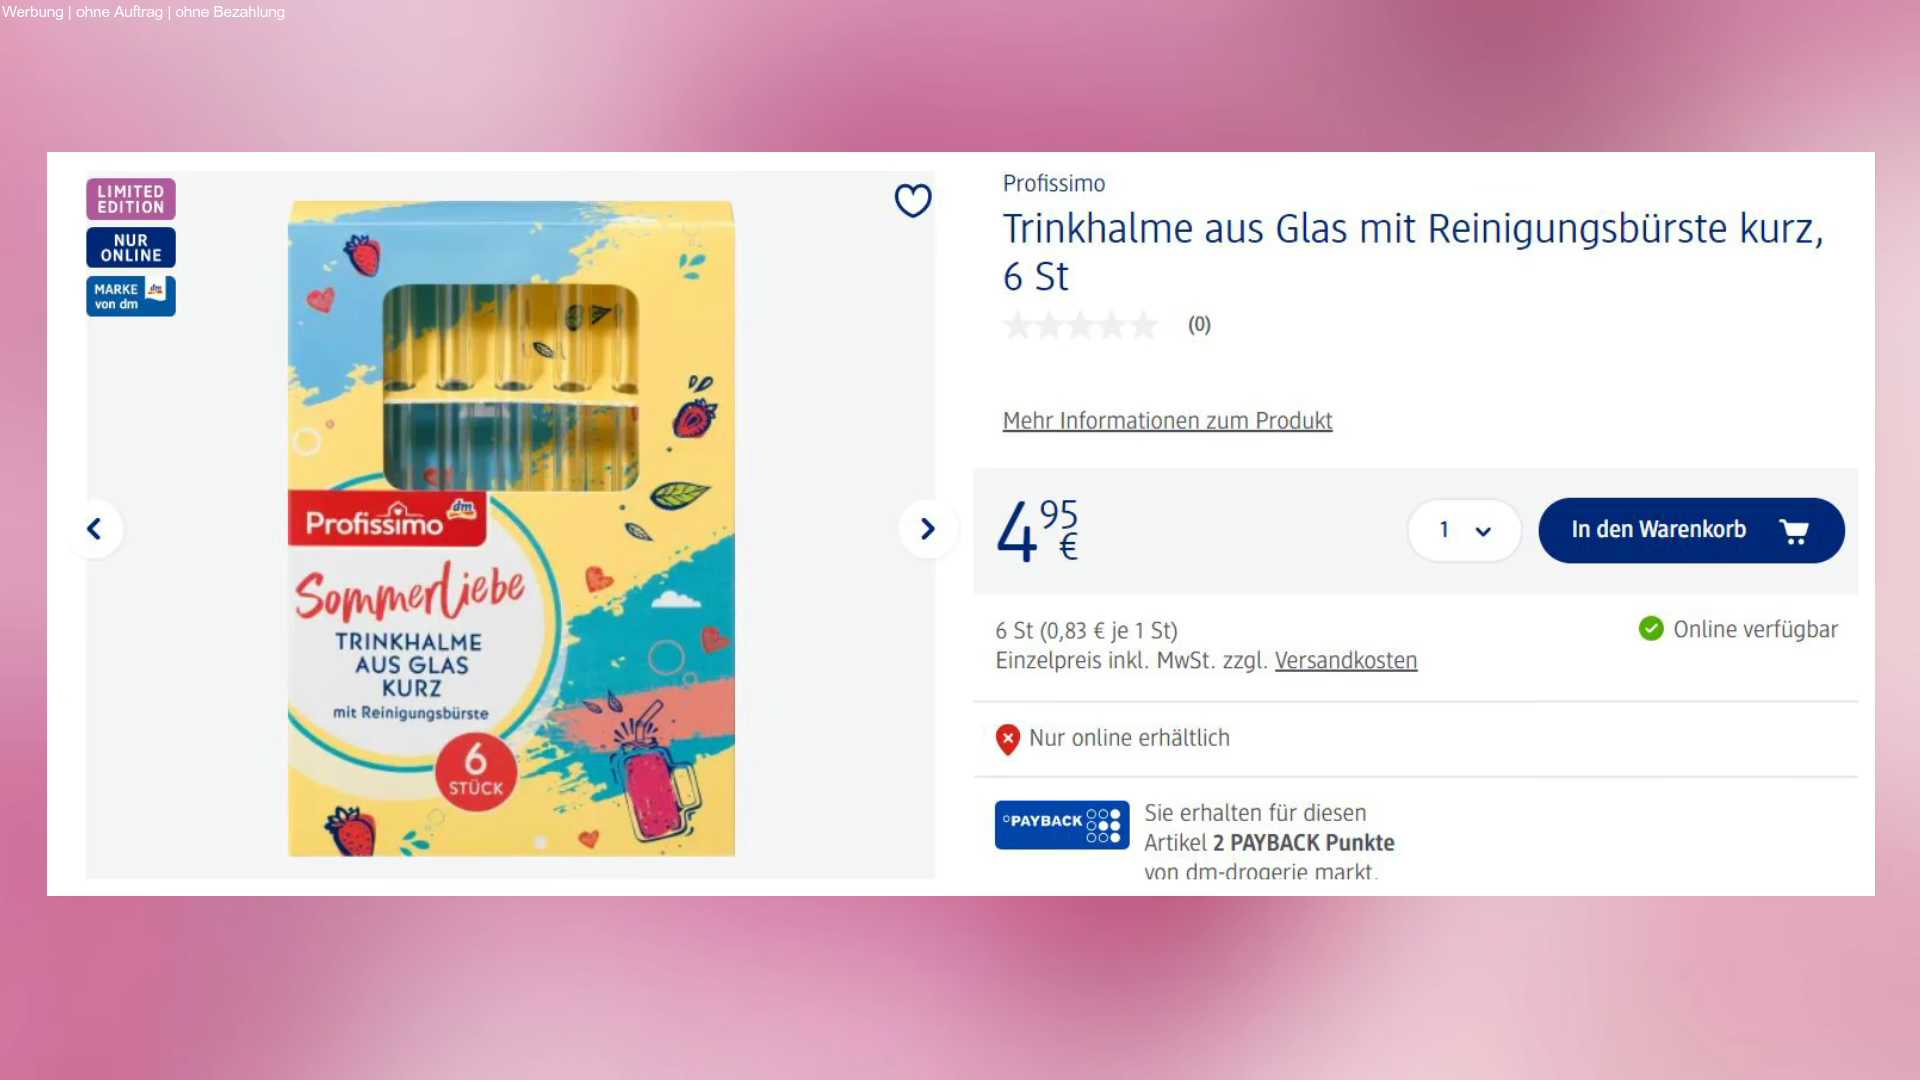 Werbung | ohne Auftrag | ohne Bezahlung
LIMITED
EDITION
NUR
ONLINE
MARKE
von dm
dm
Profissimo
dm
Sommerliebe
TRINKHALME
AUS GLAS
KURZ
mit Reinigungsbürste
6
STÜCK
Profissimo
Trinkhalme aus Glas mit Reinigungsbürste kurz,
6 St
(0)
Mehr Informationen zum Produkt
4 95 €
1
In den Warenkorb
6 St (0,83 € je 1 St)
Online verfügbar
Einzelpreis inkl. MwSt. zzgl. Versandkosten
Nur online erhältlich
PAYBACK
Sie erhalten für diesen
Artikel 2 PAYBACK Punkte
von dm-drogerie markt.